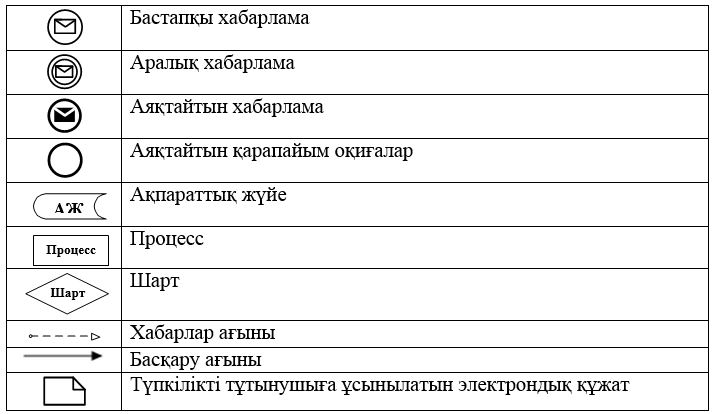 Бастапқы хабарлама
Аралық хабарлама
Аяқтайтын хабарлама
Аяқтайтын қарапайым оқиғалар
АЖ Ақпараттық жүйе
Процесс Процесс
Шарт Шарт
Хабарлар ағыны
Басқару ағыны
Түпкілікті тұтынушыға ұсынылатын электрондық құжат